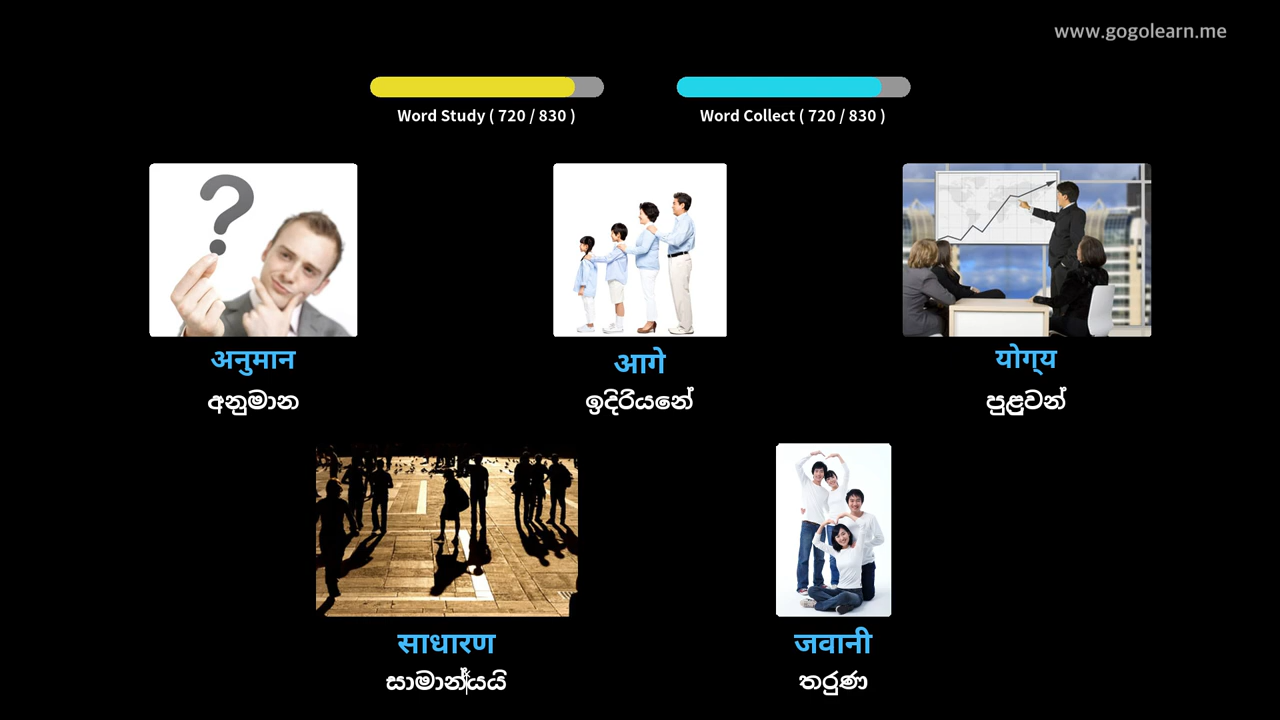 www.gogolearn.me
Word Study ( 720 / 830 )
Word Collect ( 720 / 830 )
?
अनुमान
අනුමාන
आगे
ඉදිරියනේ
योग्य
පුළුවන්
साधारण
සාමාන්‍යයි
जवानी
තරුණ